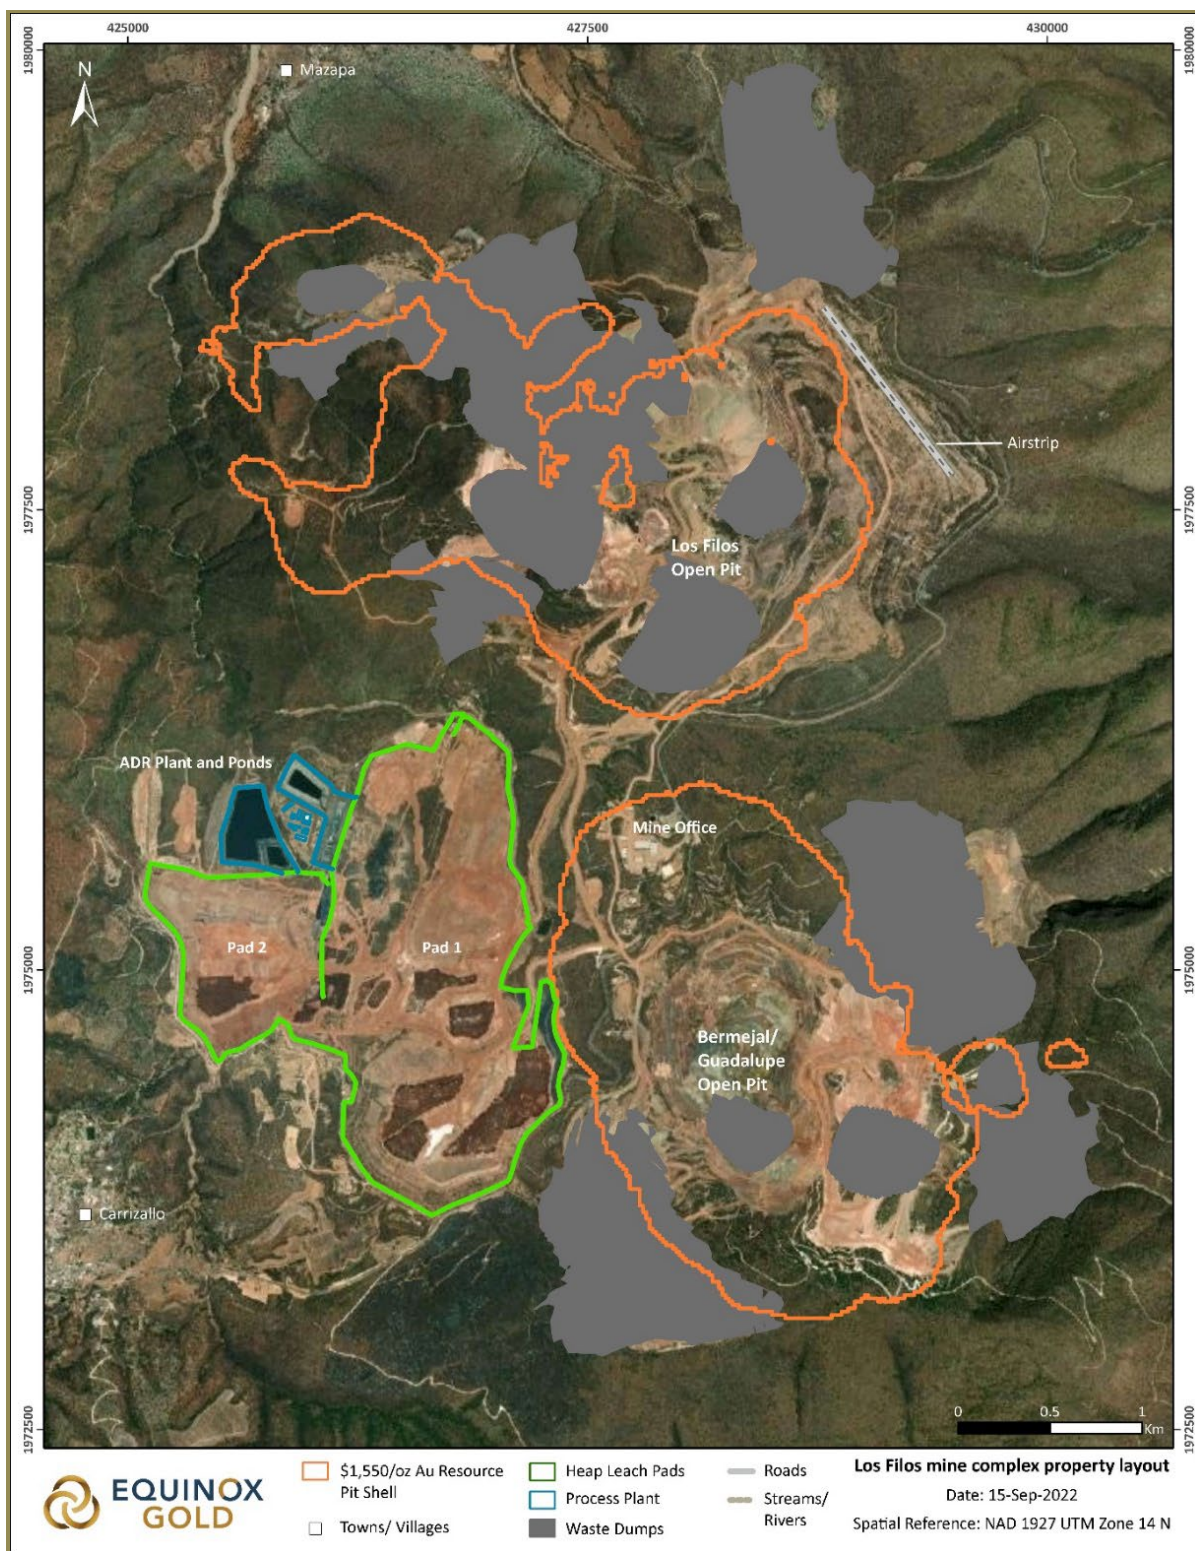 425000
427500
430000
1980000
1980000
N
Mazapa
Airstrip
1977500
1977500
Los Filos
Open Pit
ADR Plant and Ponds
Mine Office
Pad 2
Pad 1
1975000
1975000
Bermejal/
Guadalupe
Open Pit
Carrizallo
0
0.5
1
Km
1972500
1972500
EQUINOX
GOLD
$1,550/oz Au Resource
Pit Shell
Towns/ Villages
Heap Leach Pads
Process Plant
Waste Dumps
Roads
Streams/
Rivers
Los Filos mine complex property layout
Date: 15-Sep-2022
Spatial Reference: NAD 1927 UTM Zone 14 N